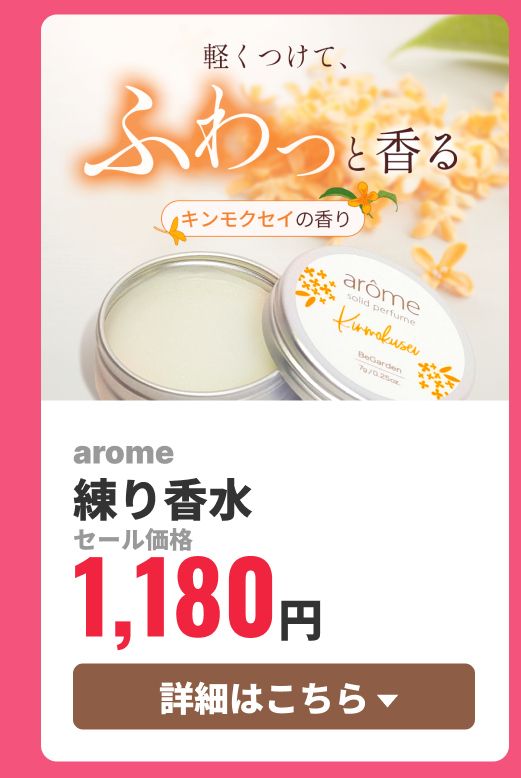 軽くつけて、
ふわっと香る
キンモクセイの香り
arôme
solid perfume
Kinmokusei
BeGarden
7g/0.25oz.
arome
練り香水
セール価格
1,180円
詳細はこちら